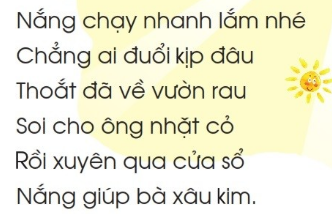 Nắng chạy nhanh lắm nhé
Chẳng ai đuổi kịp đâu
Thoắt đã về vườn rau
Soi cho ông nhặt cỏ
Rồi xuyên qua cửa sổ
Nắng giúp bà xâu kim.